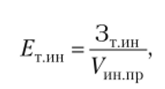 Eт.ин = Зт.ин / Vин.пр,